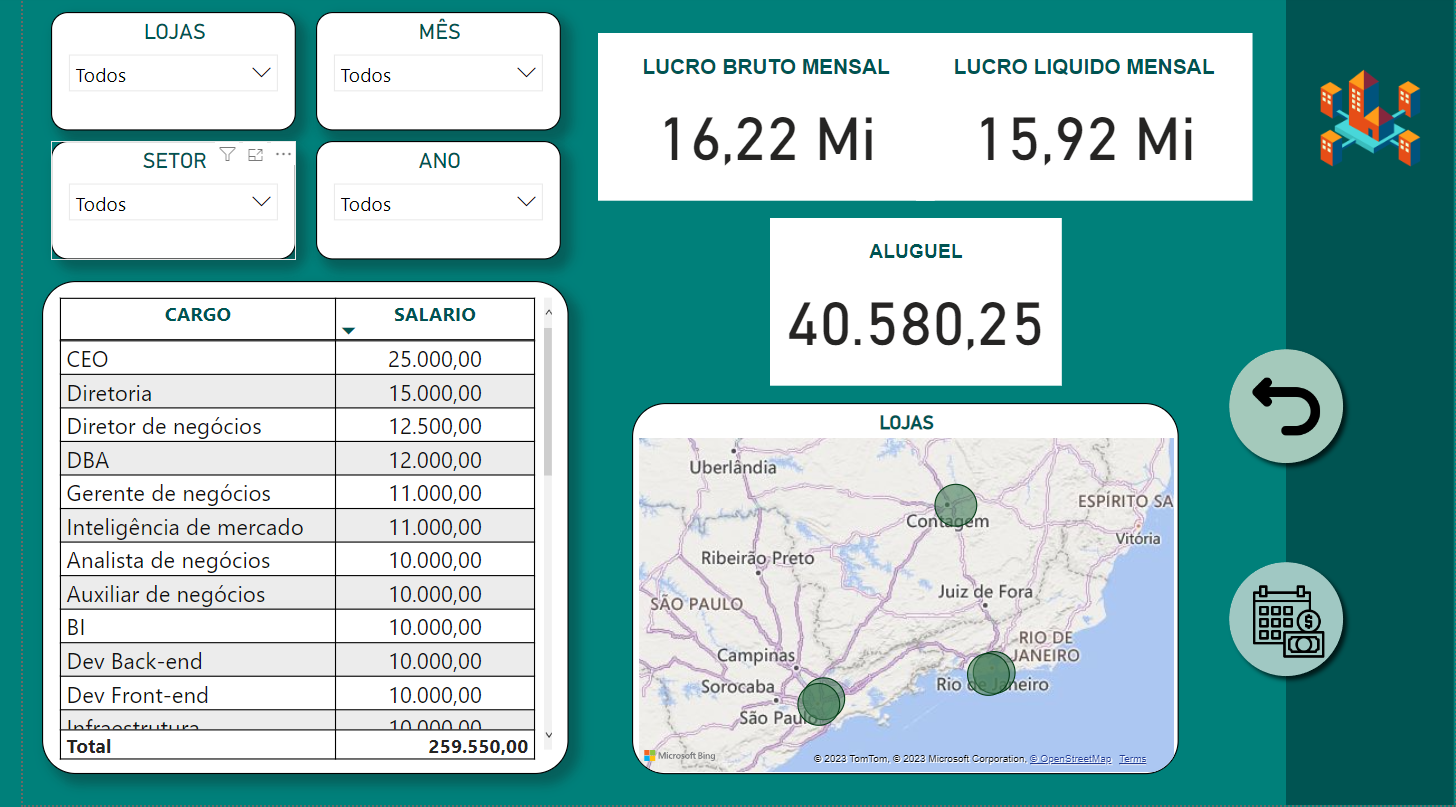 LOJAS
Todos
MÊS
Todos
SETOR
Todos
ANO
Todos
LUCRO BRUTO MENSAL
16,22 Mi
LUCRO LIQUIDO MENSAL
15,92 Mi
ALUGUEL
40.580,25
CARGO SALARIO
CEO 25.000,00
Diretoria 15.000,00
Diretor de negócios 12.500,00
DBA 12.000,00
Gerente de negócios 11.000,00
Inteligência de mercado 11.000,00
Analista de negócios 10.000,00
Auxiliar de negócios 10.000,00
BI 10.000,00
Dev Back-end 10.000,00
Dev Front-end 10.000,00
Infraestrutura 10.000,00
Total 259.550,00
LOJAS
Uberlândia
ESPÍRITO SA
Contagem
Vitória
Ribeirão Preto
Juiz de Fora
SÃO PAULO
RIO DE
JANEIRO
Campinas
Sorocaba
Rio de Janeiro
São Paulo
Microsoft Bing
© 2023 TomTom, © 2023 Microsoft Corporation, © OpenStreetMap Terms
$